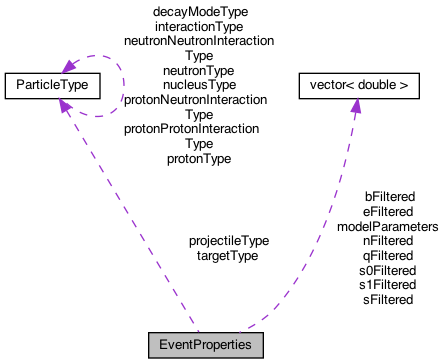 decayModeType
interactionType
neutronNeutronInteraction
Type
neutronType
nucleusType
protonNeutronInteraction
Type
protonProtonInteraction
Type
protonType
ParticleType
vector< double >
projectileType
targetType
bFiltered
eFiltered
modelParameters
nFiltered
qFiltered
s0Filtered
s1Filtered
sFiltered
EventProperties